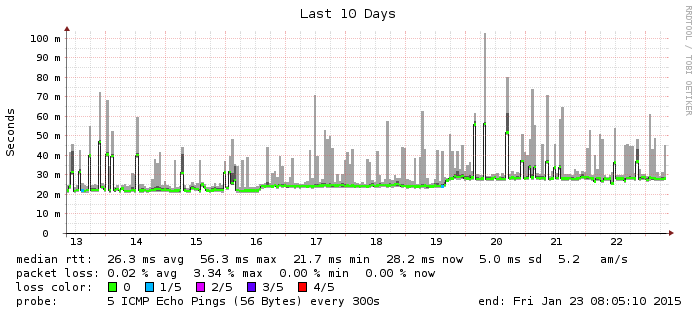 Last 10 Days
100 m
90 m
80 m
70 m
60 m
50 m
40 m
30 m
20 m
10 m
0
Seconds
13 14 15 16 17 18 19 20 21 22
RRDTOOL / TOBI OETIKER
median rtt: 26.3 ms avg 56.3 ms max 21.7 ms min 28.2 ms now 5.0 ms sd 5.2 am/s
packet loss: 0.02 % avg 3.34 % max 0.00 % min 0.00 % now
loss color: 0 1/5 2/5 3/5 4/5
probe: 5 ICMP Echo Pings (56 Bytes) every 300s end: Fri Jan 23 08:05:10 2015